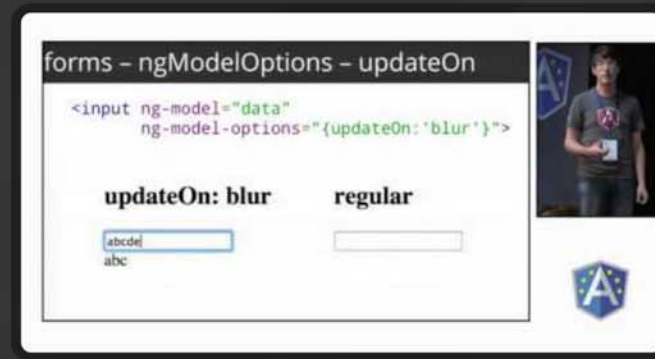 forms – ngModelOptions – updateOn
<input ng-model="data"
ng-model-options="{updateOn:'blur'}">
updateOn: blur
regular
abcde
abc
A